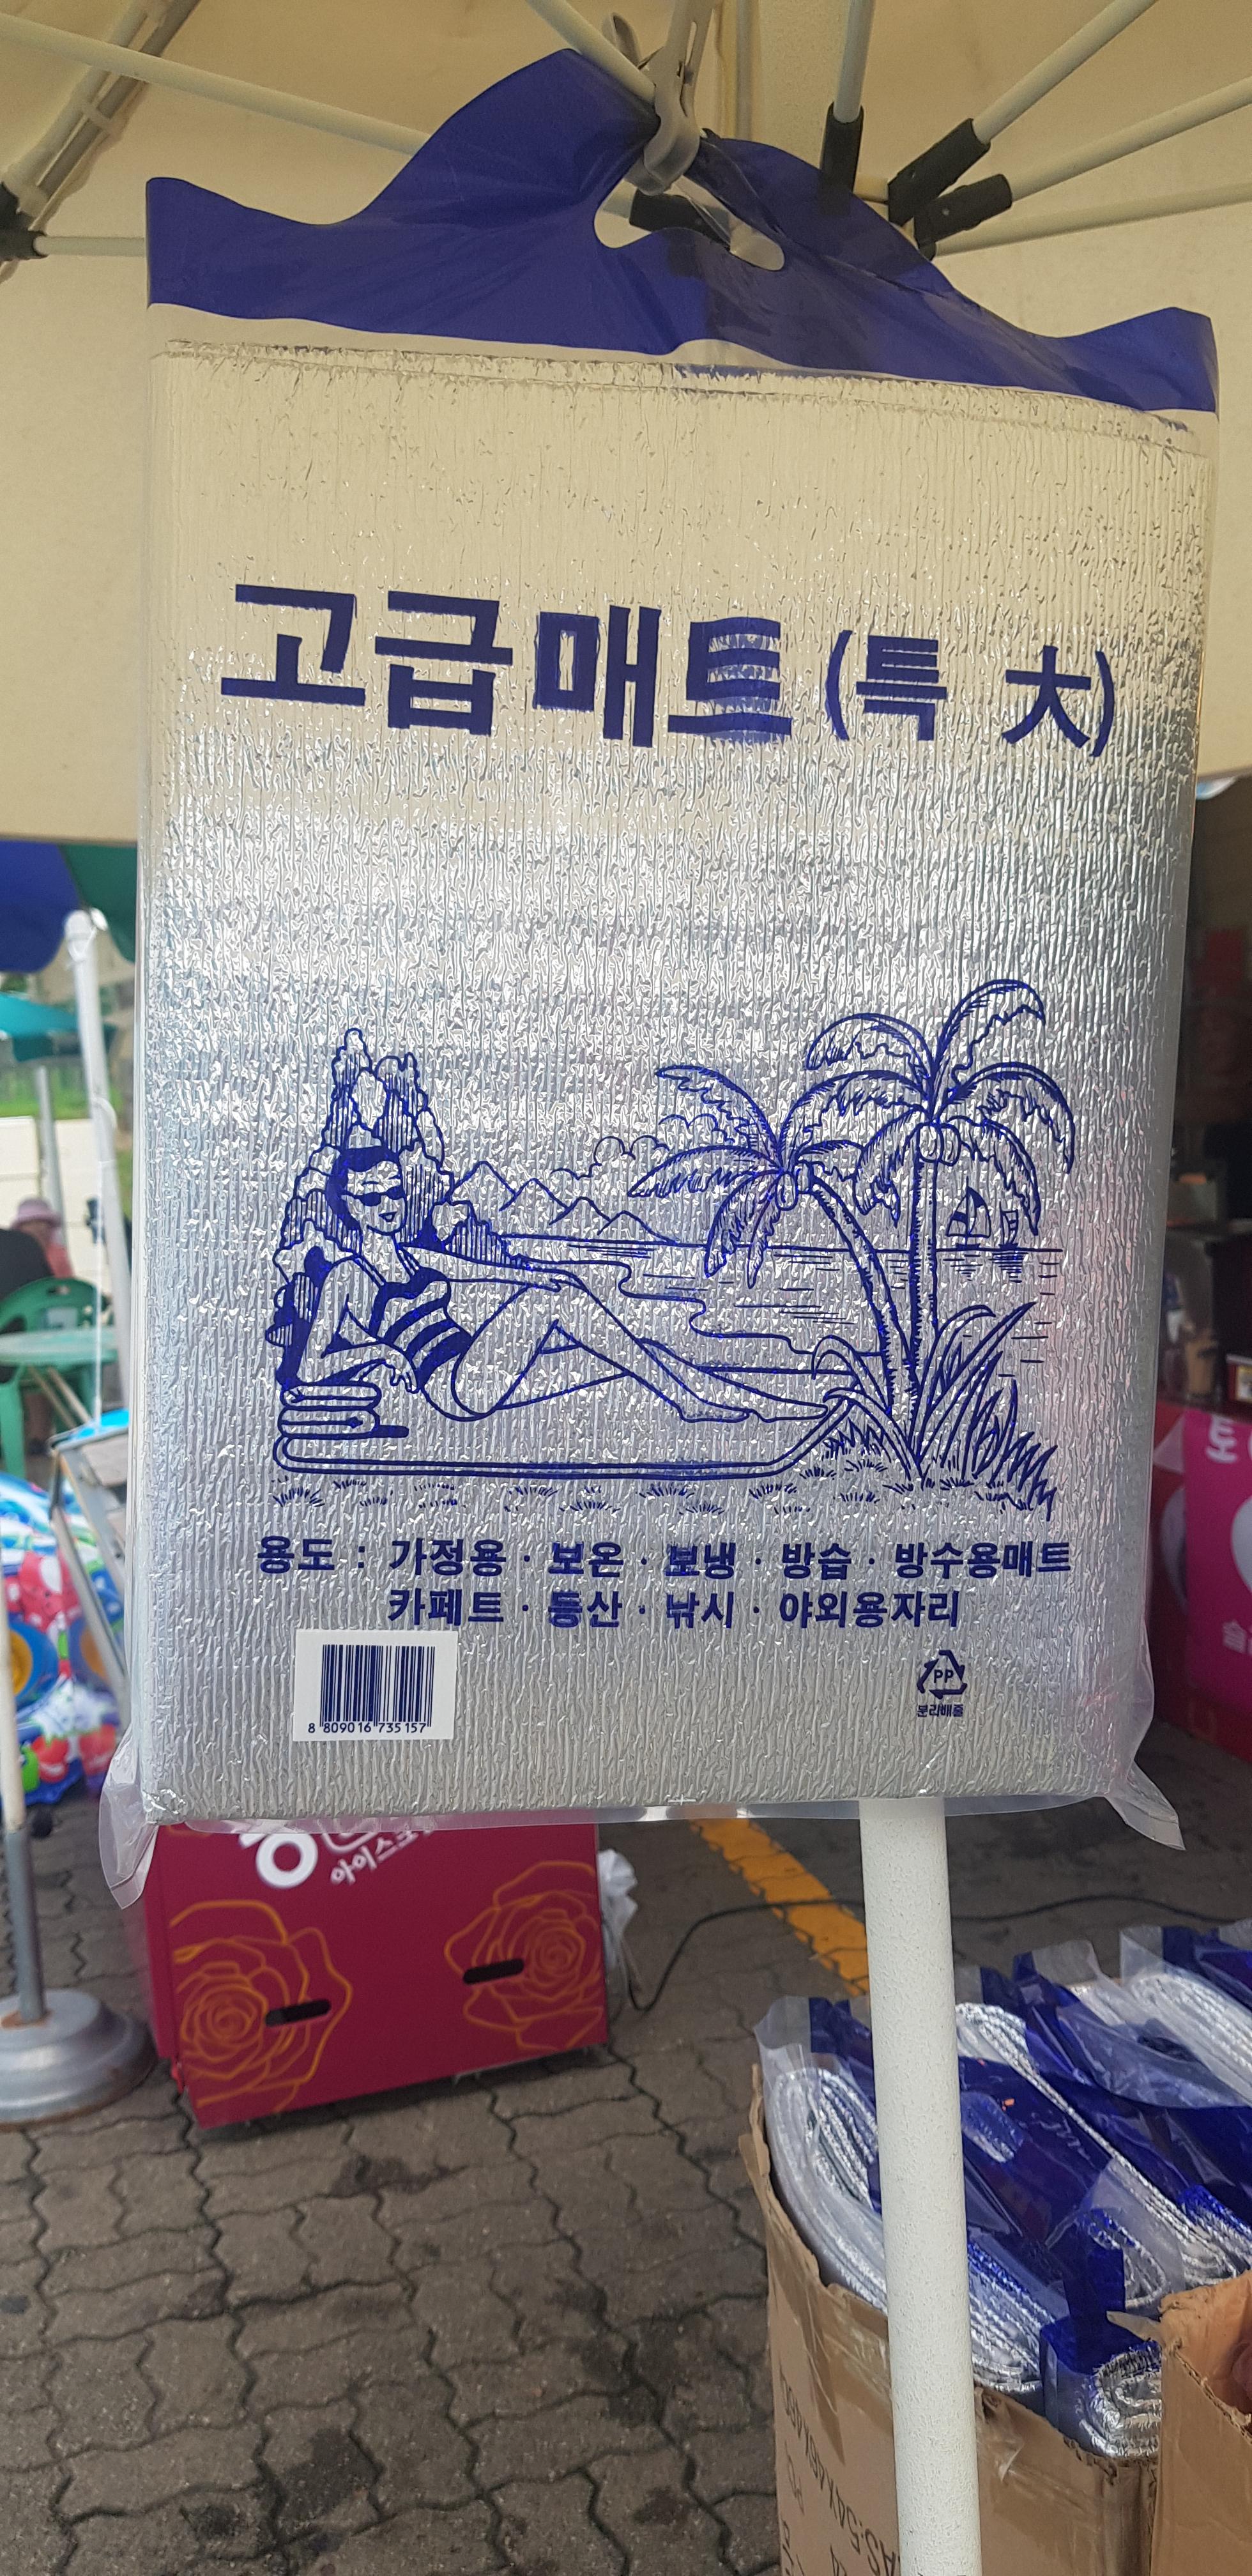 고급매트(특 大)
용도 : 가정용 · 보온 · 보냉 · 방습 · 방수용매트
카페트 · 등산 · 낚시 · 야외용자리
8 809016 735157
PP
분리배출